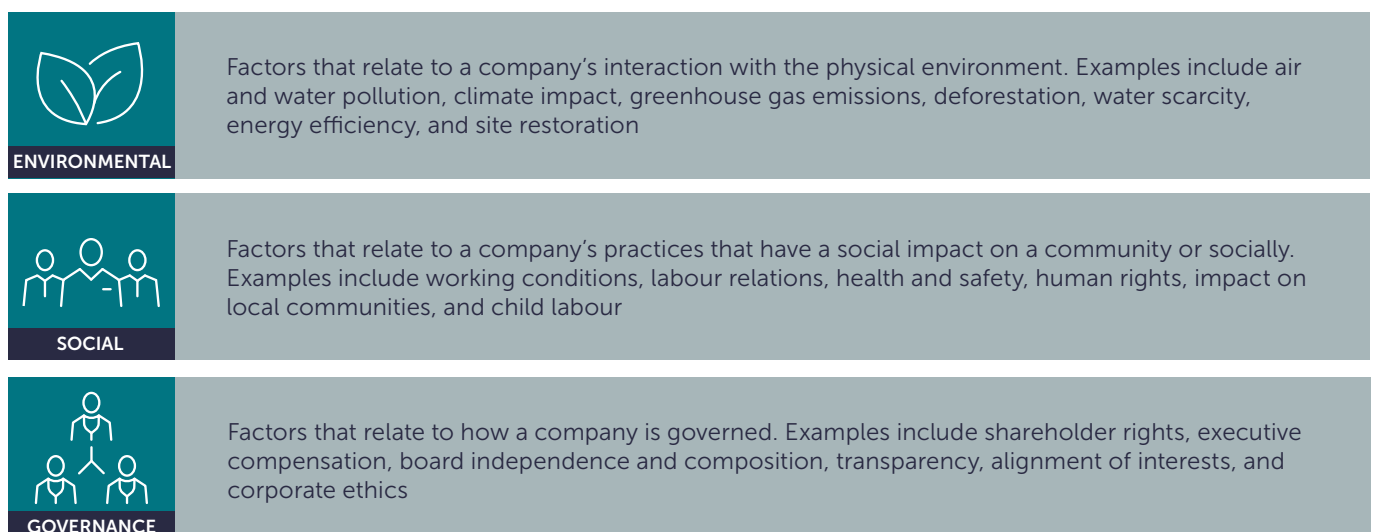 Factors that relate to a company’s interaction with the physical environment. Examples include air
and water pollution, climate impact, greenhouse gas emissions, deforestation, water scarcity,
energy efficiency, and site restoration
ENVIRONMENTAL
Factors that relate to a company’s practices that have a social impact on a community or socially.
Examples include working conditions, labour relations, health and safety, human rights, impact on
local communities, and child labour
SOCIAL
Factors that relate to how a company is governed. Examples include shareholder rights, executive
compensation, board independence and composition, transparency, alignment of interests, and
corporate ethics
GOVERNANCE